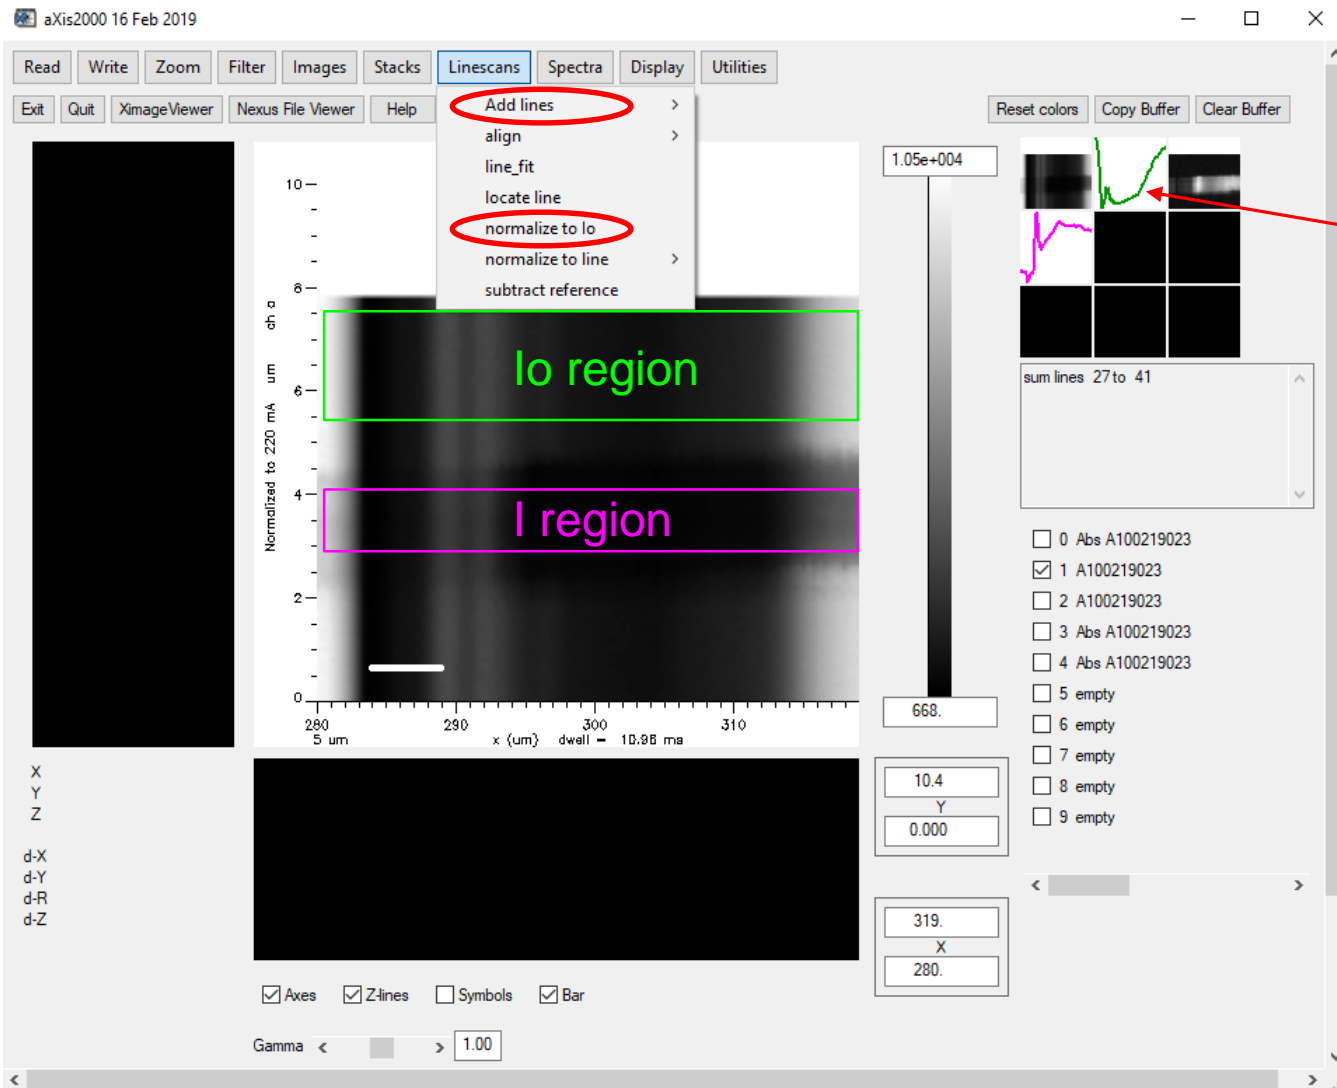 aXis2000 16 Feb 2019
Read Write Zoom Filter Images Stacks Linescans Spectra Display Utilities
Exit Quit XimageViewer Nexus File Viewer Help Reset colors Copy Buffer Clear Buffer
Add lines
align
line_fit
locate line
normalize to Io
normalize to line
subtract reference
1.05e+004
668.
10
8
6
4
2
0
Normalized to 220 mA um ch a
Io region
I region
280 290 300 310
5 um x (um) dwell = 10.96 ms
sum lines 27 to 41
0 Abs A100219023
1 A100219023
2 A100219023
3 Abs A100219023
4 Abs A100219023
5 empty
6 empty
7 empty
8 empty
9 empty
X
Y
Z
d-X
d-Y
d-R
d-Z
10.4
Y
0.000
319.
X
280.
Axes Z-lines Symbols Bar
Gamma 1.00